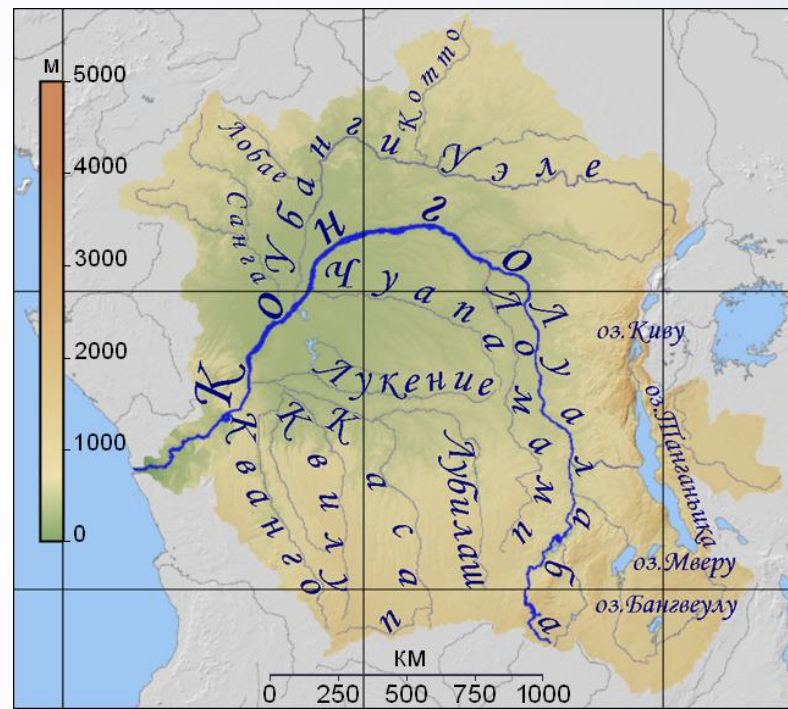 м
5000
4000
3000
2000
1000
0
Котто
Лобае
Уэле
Убанги
Санга
Конго
Чуапа
Ломами
Луалаба
оз.Киву
Лукение
оз.Танганьика
Кванго
Квилу
Касаи
Лубилаш
оз.Мверу
оз.Бангвеулу
КМ
0 250 500 750 1000